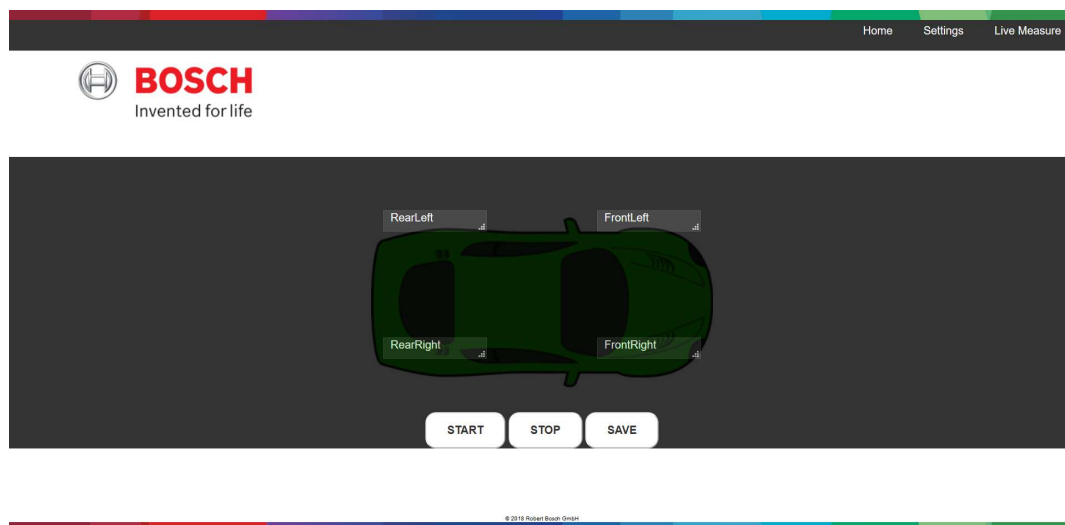 Home Settings Live Measure
BOSCH
Invented for life
RearLeft FrontLeft
RearRight FrontRight
START STOP SAVE
© 2018 Robert Bosch GmbH